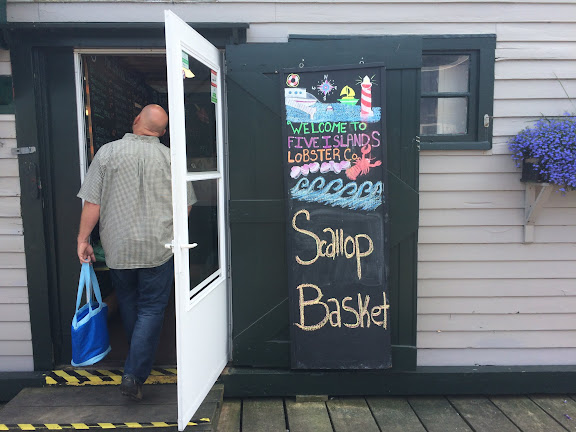 WELCOME TO
FIVE ISLANDS
LOBSTER Co.
Scallop
Basket